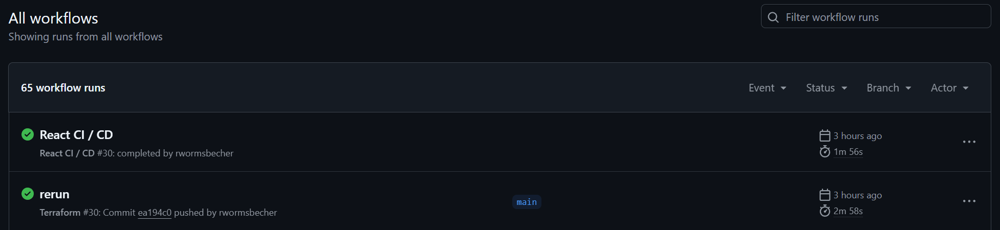 All workflows
Filter workflow runs
Showing runs from all workflows
65 workflow runs
Event
Status
Branch
Actor
React CI / CD
3 hours ago
React CI / CD #30: completed by rwormsbecher
1m 56s
rerun
main
3 hours ago
Terraform #30: Commit ea194c0 pushed by rwormsbecher
2m 58s